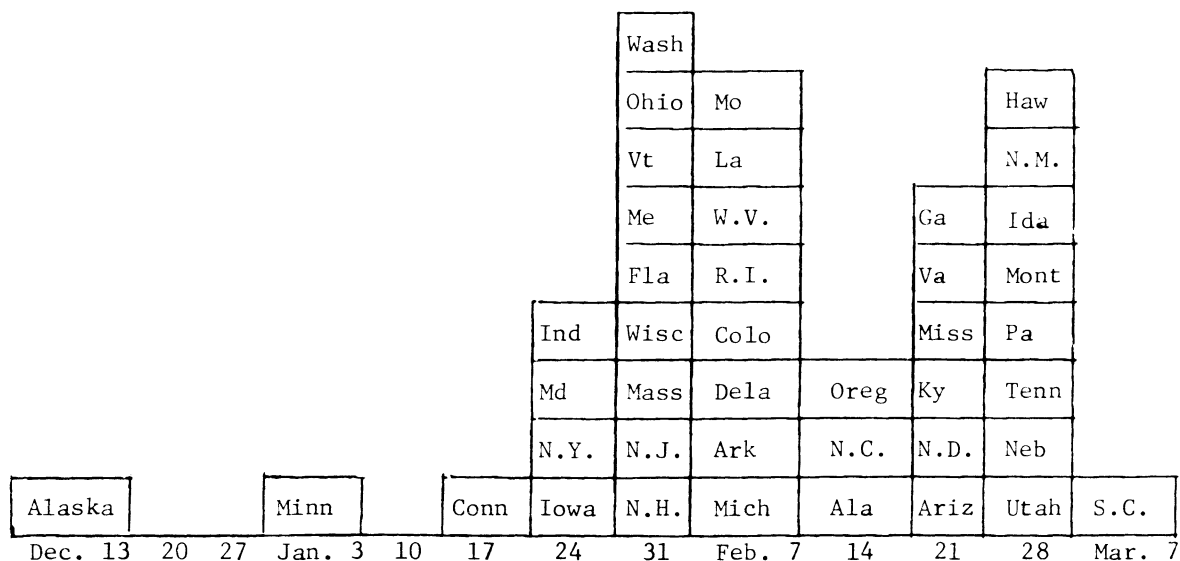 Wash
Ohio Mo Haw
Vt La N.M.
Me W.V. Ga Ida
Fla R.I. Va Mont
Ind Wisc Colo Miss Pa
Md Mass Dela Oreg Ky Tenn
N.Y. N.J. Ark N.C. N.D. Neb
Alaska Minn Conn Iowa N.H. Mich Ala Ariz Utah S.C.
Dec. 13 20 27 Jan. 3 10 17 24 31 Feb. 7 14 21 28 Mar. 7